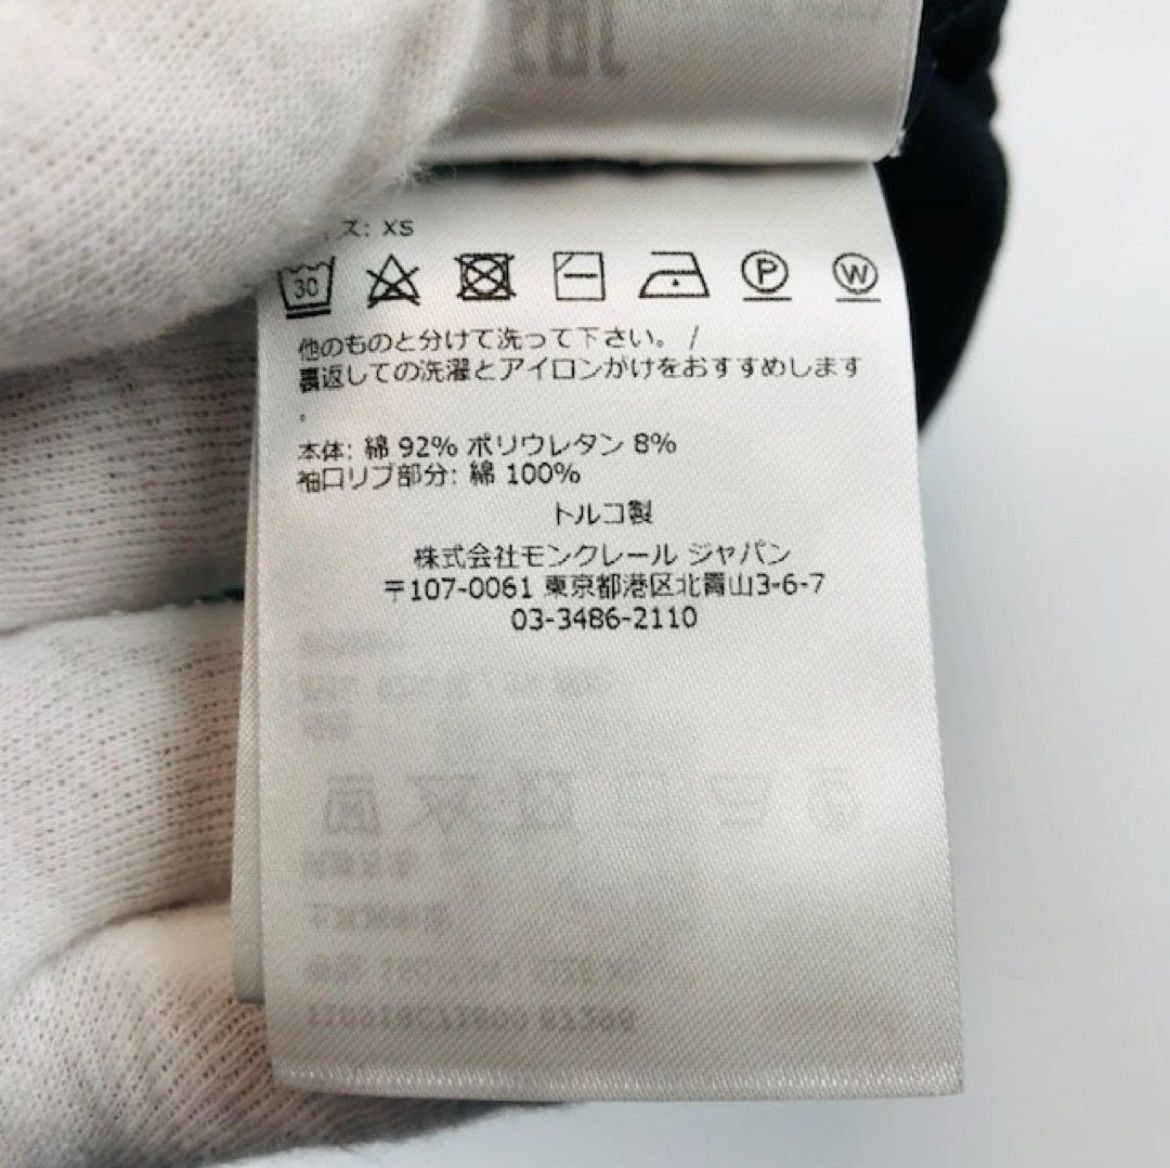 ズ: XS
30
P
W
他のものと分けて洗って下さい。 /
裏返しての洗濯とアイロンがけをおすすめします
。
本体: 綿 92% ポリウレタン 8%
袖口リブ部分: 綿 100%
トルコ製
株式会社モンクレール ジャパン
〒107-0061 東京都港区北青山3-6-7
03-3486-2110